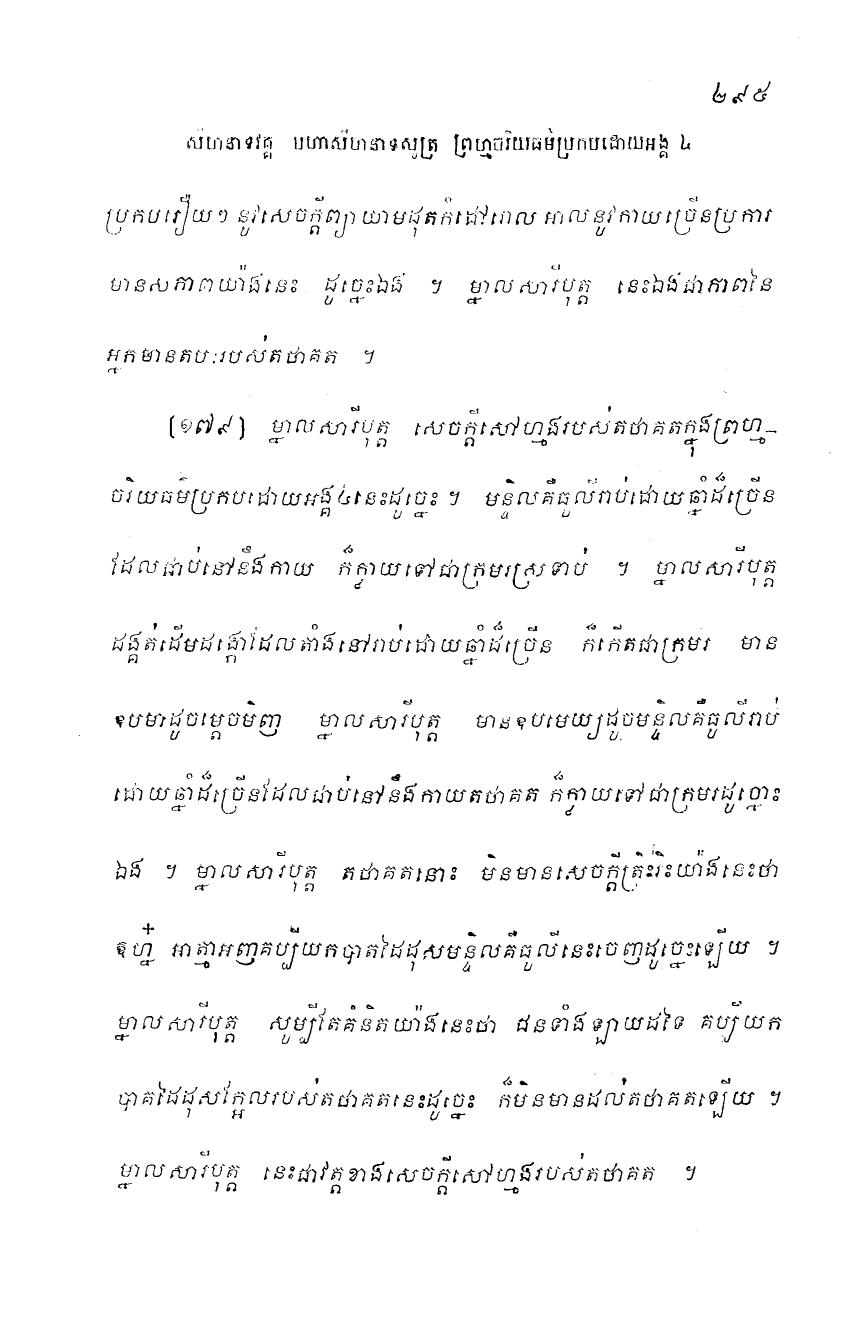 ២៩៥
សីហនាទវគ្គ មហាសីហនាទសូត្រ ព្រហ្មចរិយធម៌ប្រកបដោយអង្គ ៤
ប្រកបរឿយៗ នូវសេចក្តីព្យាយាមដុតកំដៅរោល រាលនូវកាយច្រើនប្រការ
មានសភាពយ៉ាងនេះ ដូច្នេះឯង ។ ម្នាលសារីបុត្ត នេះឯងជាភាពនៃ
អ្នកមានតបៈរបស់តថាគត ។
(១៧៩) ម្នាលសារីបុត្ត សេចក្តីសៅហ្មងរបស់តថាគតក្នុងព្រហ្ម-
ចរិយធម៌ប្រកបដោយអង្គ៤នេះដូច្នេះ ។ មន្ទិលគឺធូលីរាប់ដោយឆ្នាំដ៏ច្រើន
ដែលជាប់នៅនឹងកាយ ក៏ក្លាយទៅជាក្រមរស្រទាប់ ។ ម្នាលសារីបុត្ត
ដង្គត់ដើមដង្កោដែលតាំងនៅរាប់ដោយឆ្នាំដ៏ច្រើន ក៏កើតជាក្រមរ មាន
ឧបមាដូចម្តេចមិញ ម្នាលសារីបុត្ត មានឧបមេយ្យដូចមន្ទិលគឺធូលីរាប់
ដោយឆ្នាំដ៏ច្រើនដែលជាប់នៅនឹងកាយតថាគត ក៏ក្លាយទៅជាក្រមរដូច្នោះ
ឯង ។ ម្នាលសារីបុត្ត តថាគតនោះ មិនមានសេចក្តីត្រិះរិះយ៉ាងនេះថា
ឱហ្ន៎ អាត្មាអញគប្បីយកបាតដៃដុសមន្ទិលគឺធូលីនេះចេញដូច្នេះឡើយ ។
ម្នាលសារីបុត្ត សូម្បីតែគំនិតយ៉ាងនេះថា ជនទាំងឡាយដទៃ គប្បីយក
បាតដៃដុសក្អែលរបស់តថាគតនេះដូច្នេះ ក៏មិនមានដល់តថាគតឡើយ ។
ម្នាលសារីបុត្ត នេះជាវត្តខាងសេចក្តីសៅហ្មងរបស់តថាគត ។